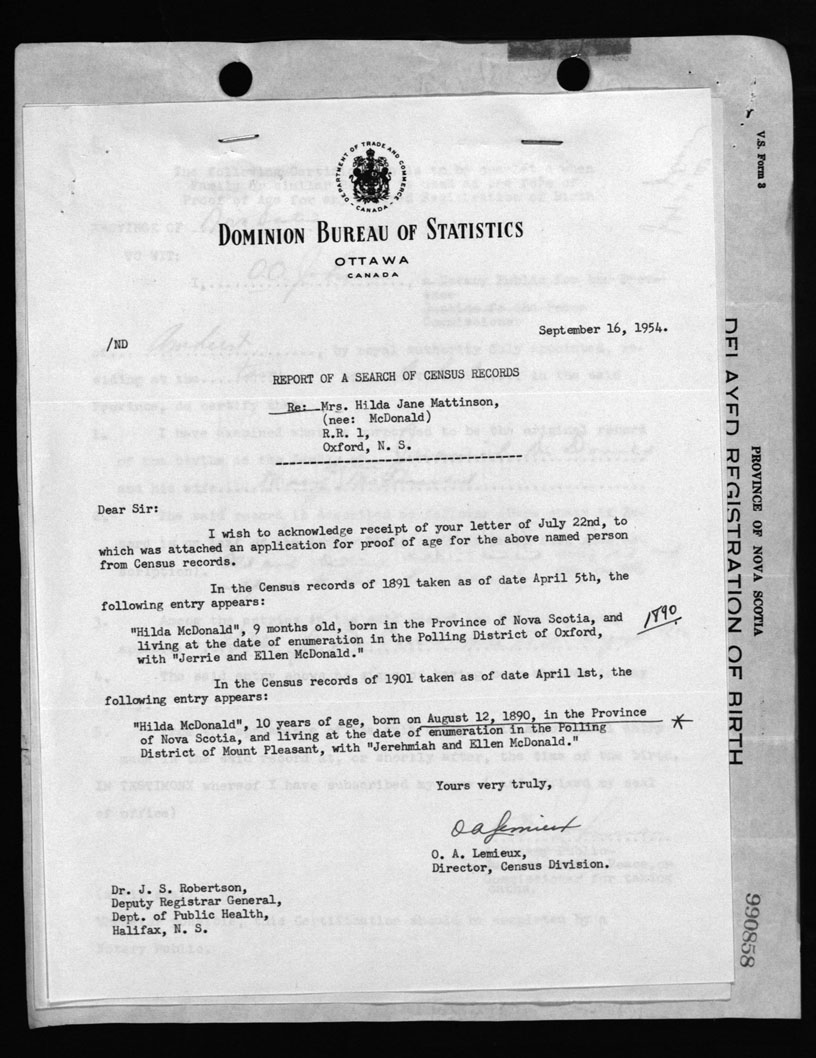 DEPARTMENT OF TRADE AND COMMERCE
CANADA
DOMINION BUREAU OF STATISTICS
OTTAWA
CANADA
September 16, 1954.
/ND
REPORT OF A SEARCH OF CENSUS RECORDS
Re: Mrs. Hilda Jane Mattinson,
(nee: McDonald)
R.R. 1,
Oxford, N. S.
Dear Sir:
I wish to acknowledge receipt of your letter of July 22nd, to
which was attached an application for proof of age for the above named person
from Census records.
In the Census records of 1891 taken as of date April 5th, the
following entry appears:
"Hilda McDonald", 9 months old, born in the Province of Nova Scotia, and
living at the date of enumeration in the Polling District of Oxford,
with "Jerrie and Ellen McDonald."
1890
In the Census records of 1901 taken as of date April 1st, the
following entry appears:
"Hilda McDonald", 10 years of age, born on August 12, 1890, in the Province
of Nova Scotia, and living at the date of enumeration in the Polling
District of Mount Pleasant, with "Jerehmiah and Ellen McDonald."
Yours very truly,
O A Lemieux
O. A. Lemieux,
Director, Census Division.
Dr. J. S. Robertson,
Deputy Registrar General,
Dept. of Public Health,
Halifax, N. S.
V.S. Form 3
PROVINCE OF NOVA SCOTIA
DELAYED REGISTRATION OF BIRTH
990858